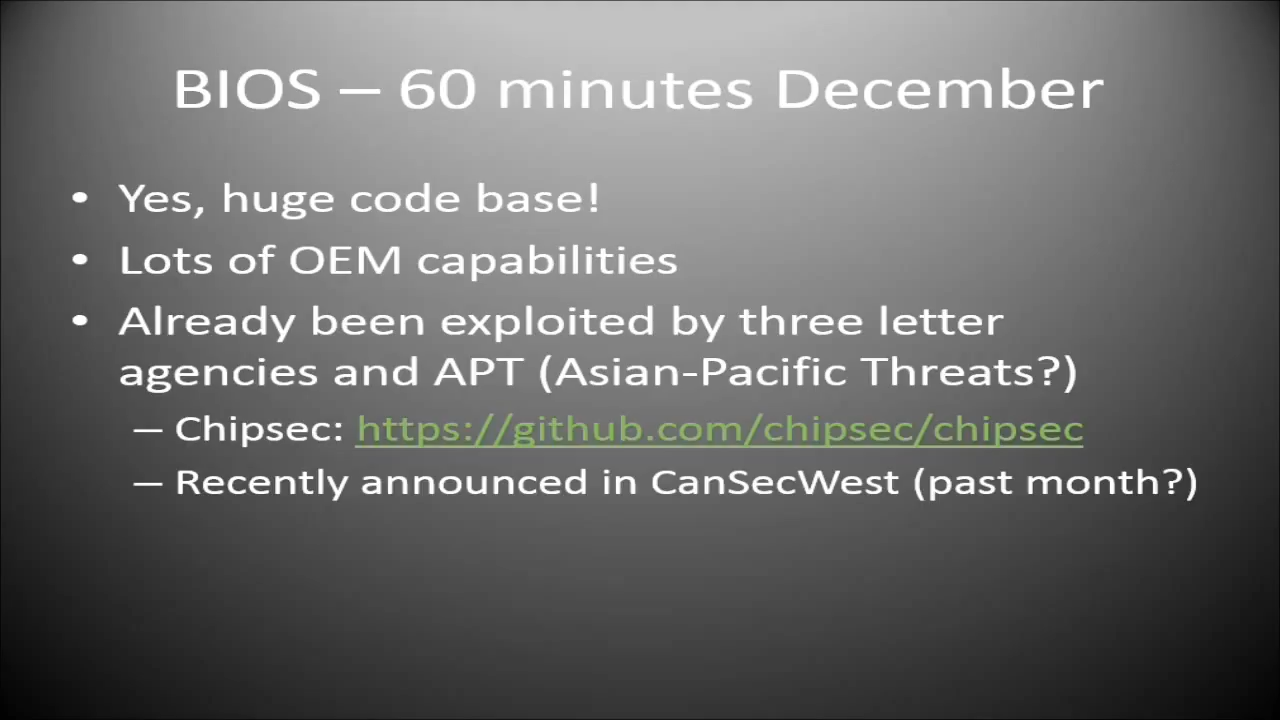 BIOS – 60 minutes December
• Yes, huge code base!
• Lots of OEM capabilities
• Already been exploited by three letter
agencies and APT (Asian-Pacific Threats?)
– Chipsec: https://github.com/chipsec/chipsec
– Recently announced in CanSecWest (past month?)